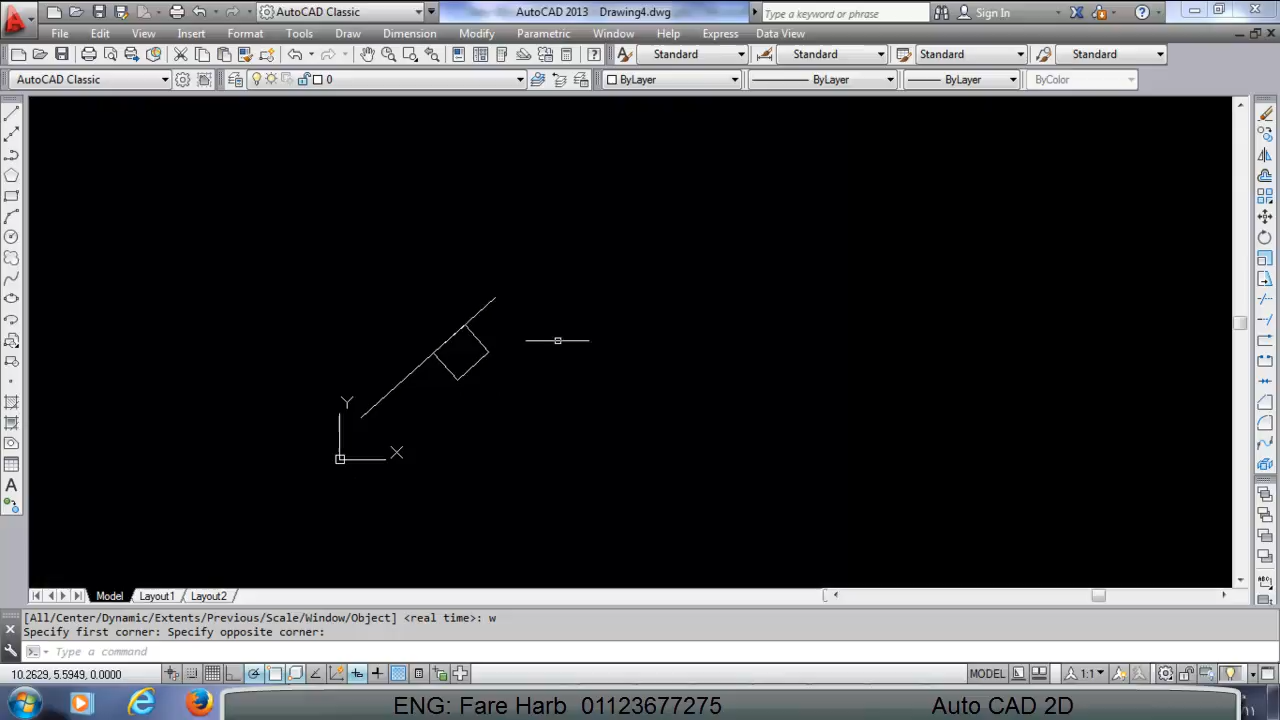 AutoCAD Classic
AutoCAD 2013 Drawing4.dwg
Type a keyword or phrase
Sign In
File Edit View Insert Format Tools Draw Dimension Modify Parametric Window Help Express Data View
Standard Standard Standard Standard
AutoCAD Classic 0 ByLayer ByLayer ByLayer ByColor
Y
X
Model Layout1 Layout2
[All/Center/Dynamic/Extents/Previous/Scale/Window/Object] <real time>: w
Specify first corner: Specify opposite corner:
Type a command
10.2629, 5.5949, 0.0000 MODEL 1:1
ENG: Fare Harb 01123677275 Auto CAD 2D